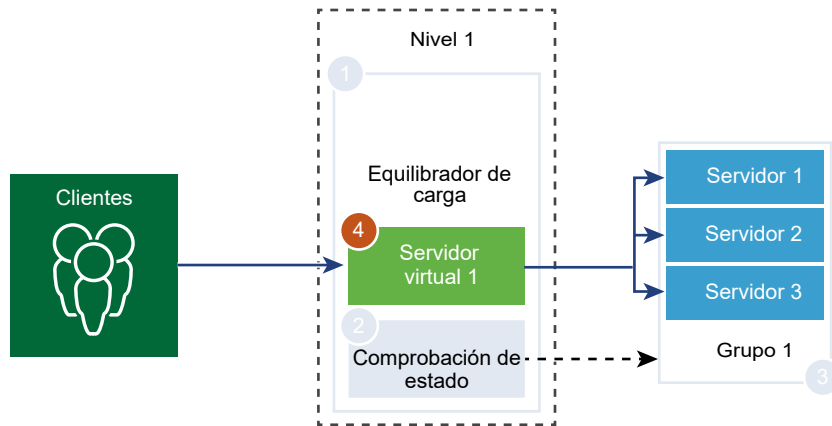 Nivel 1
1
Equilibrador de
carga
Clientes
4
Servidor
virtual 1
2
Comprobación de
estado
Servidor 1
Servidor 2
Servidor 3
Grupo 1
3